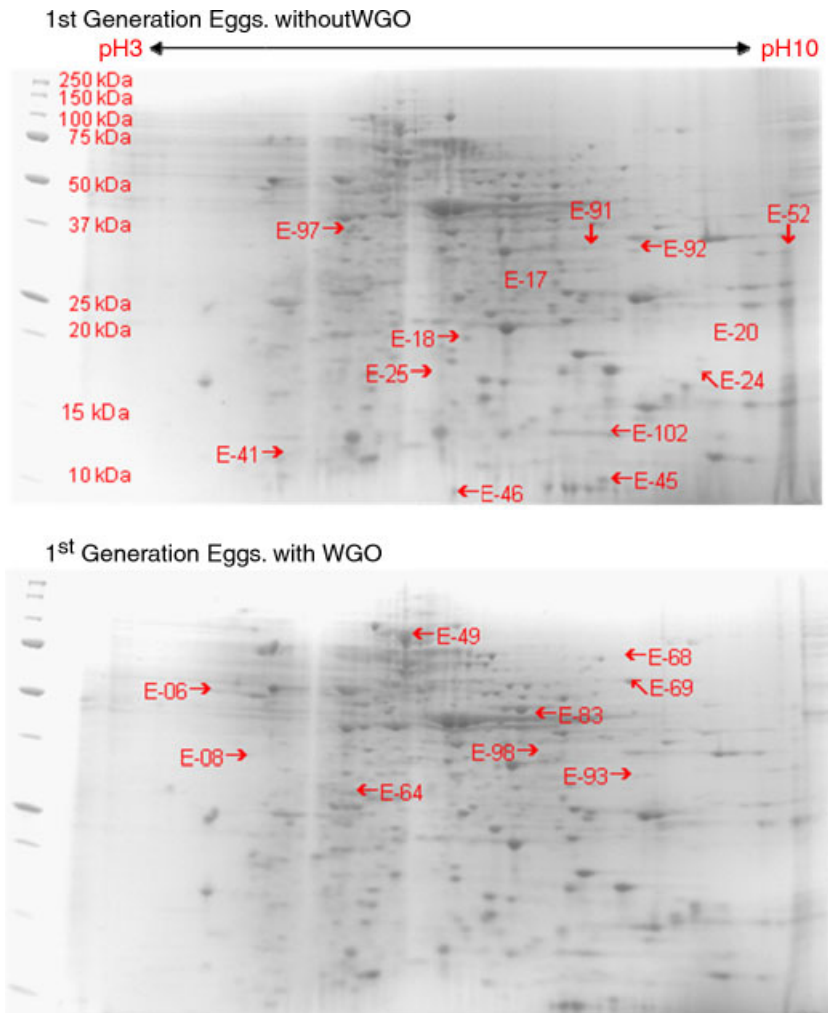 1st Generation Eggs. withoutWGO
pH3 pH10
250 kDa
150 kDa
100 kDa
75 kDa
50 kDa
37 kDa
25 kDa
20 kDa
15 kDa
10 kDa
E-97
E-91
E-52
E-92
E-17
E-18
E-20
E-25
E-24
E-102
E-41
E-45
E-46
1st Generation Eggs. with WGO
E-49
E-68
E-06
E-69
E-83
E-98
E-08
E-93
E-64